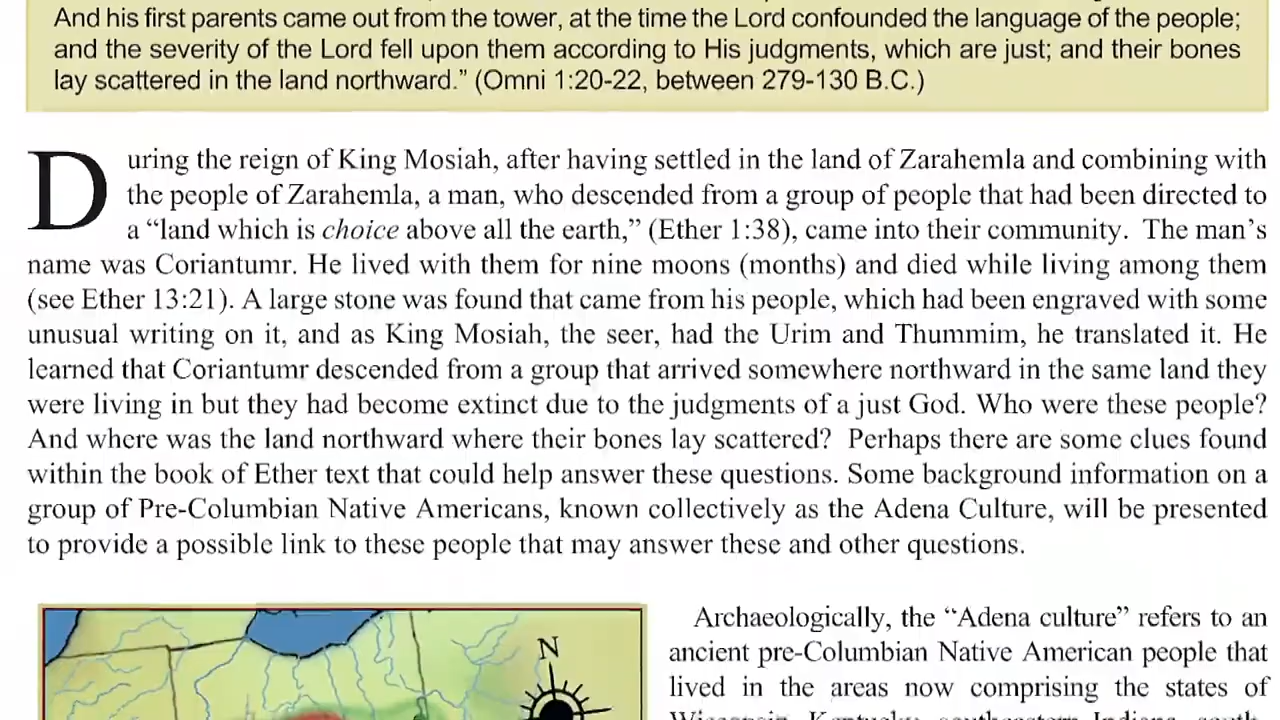 And his first parents came out from the tower, at the time the Lord confounded the language of the people;
and the severity of the Lord fell upon them according to His judgments, which are just; and their bones
lay scattered in the land northward.” (Omni 1:20-22, between 279-130 B.C.)
During the reign of King Mosiah, after having settled in the land of Zarahemla and combining with
the people of Zarahemla, a man, who descended from a group of people that had been directed to
a “land which is choice above all the earth,” (Ether 1:38), came into their community. The man’s
name was Coriantumr. He lived with them for nine moons (months) and died while living among them
(see Ether 13:21). A large stone was found that came from his people, which had been engraved with some
unusual writing on it, and as King Mosiah, the seer, had the Urim and Thummim, he translated it. He
learned that Coriantumr descended from a group that arrived somewhere northward in the same land they
were living in but they had become extinct due to the judgments of a just God. Who were these people?
And where was the land northward where their bones lay scattered? Perhaps there are some clues found
within the book of Ether text that could help answer these questions. Some background information on a
group of Pre-Columbian Native Americans, known collectively as the Adena Culture, will be presented
to provide a possible link to these people that may answer these and other questions.
N
Archaeologically, the “Adena culture” refers to an
ancient pre-Columbian Native American people that
lived in the areas now comprising the states of